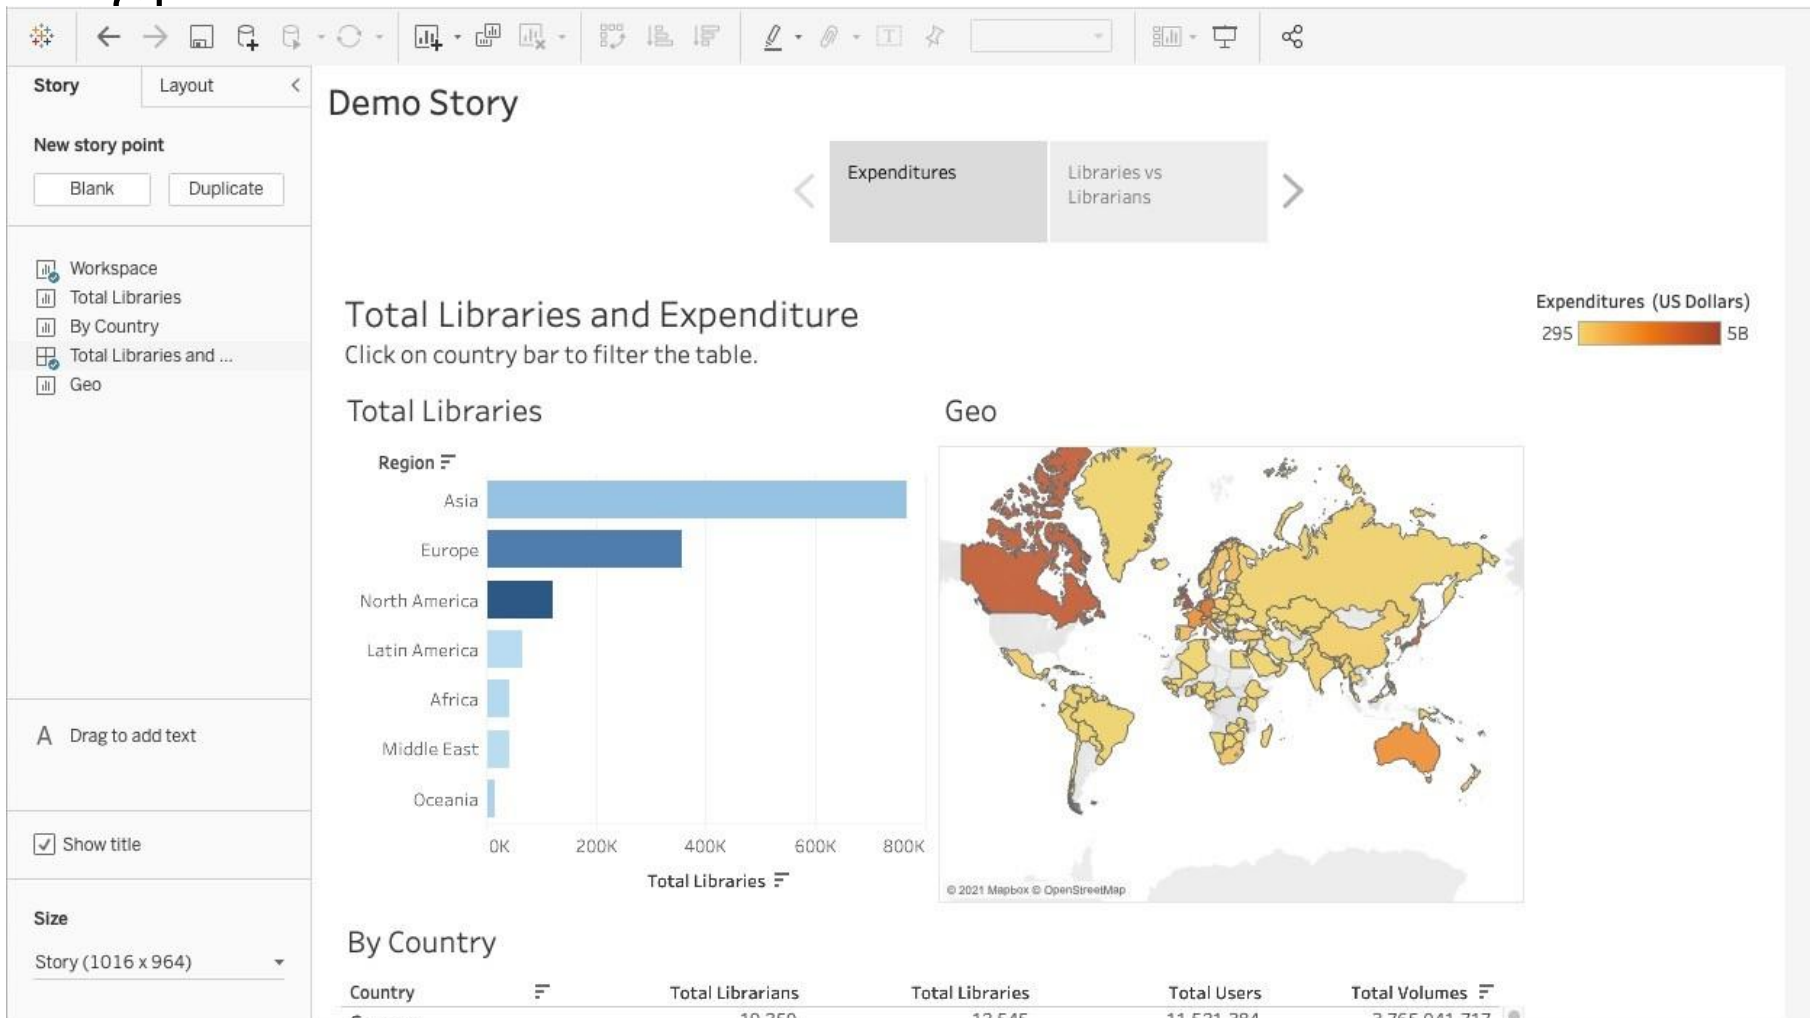 Story
Layout
Demo Story
New story point
Blank
Duplicate
Expenditures
Libraries vs
Librarians
Workspace
Total Libraries
By Country
Total Libraries and ...
Geo
Total Libraries and Expenditure
Click on country bar to filter the table.
Expenditures (US Dollars)
295
5B
Total Libraries
Geo
Region
Asia
Europe
North America
Latin America
Africa
Middle East
Oceania
0K 200K 400K 600K 800K
Total Libraries
© 2021 Mapbox © OpenStreetMap
A Drag to add text
Show title
Size
Story (1016 x 964)
By Country
Country Total Librarians Total Libraries Total Users Total Volumes